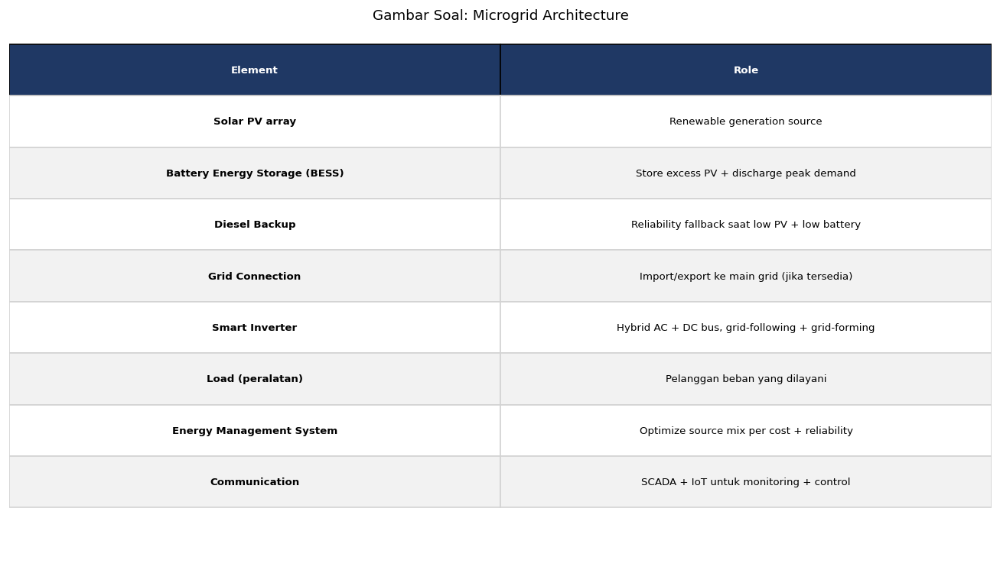 Gambar Soal: Microgrid Architecture
Element Role
Solar PV array Renewable generation source
Battery Energy Storage (BESS) Store excess PV + discharge peak demand
Diesel Backup Reliability fallback saat low PV + low battery
Grid Connection Import/export ke main grid (jika tersedia)
Smart Inverter Hybrid AC + DC bus, grid-following + grid-forming
Load (peralatan) Pelanggan beban yang dilayani
Energy Management System Optimize source mix per cost + reliability
Communication SCADA + IoT untuk monitoring + control